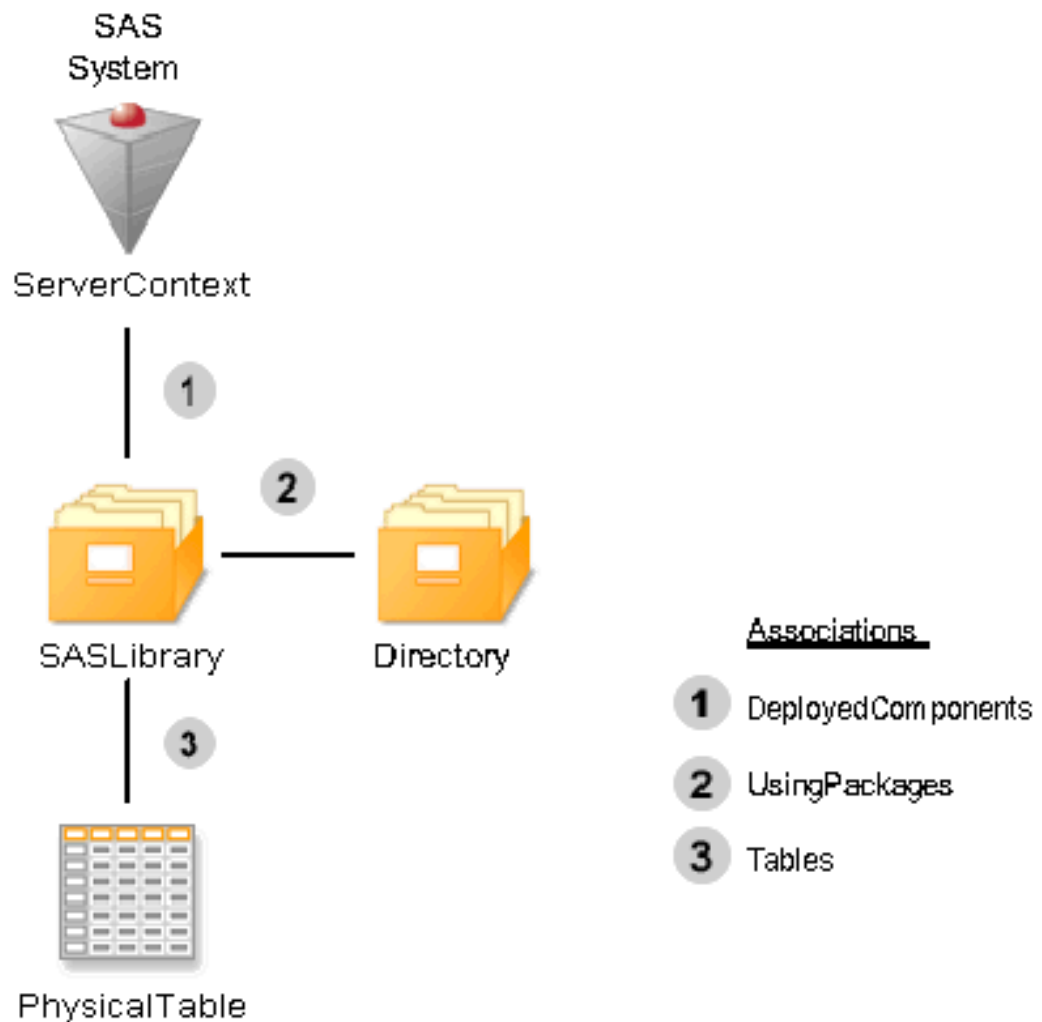 SAS
System
ServerContext
1
2
SASLibrary
Directory
3
PhysicalTable
Associations
1 DeployedComponents
2 UsingPackages
3 Tables